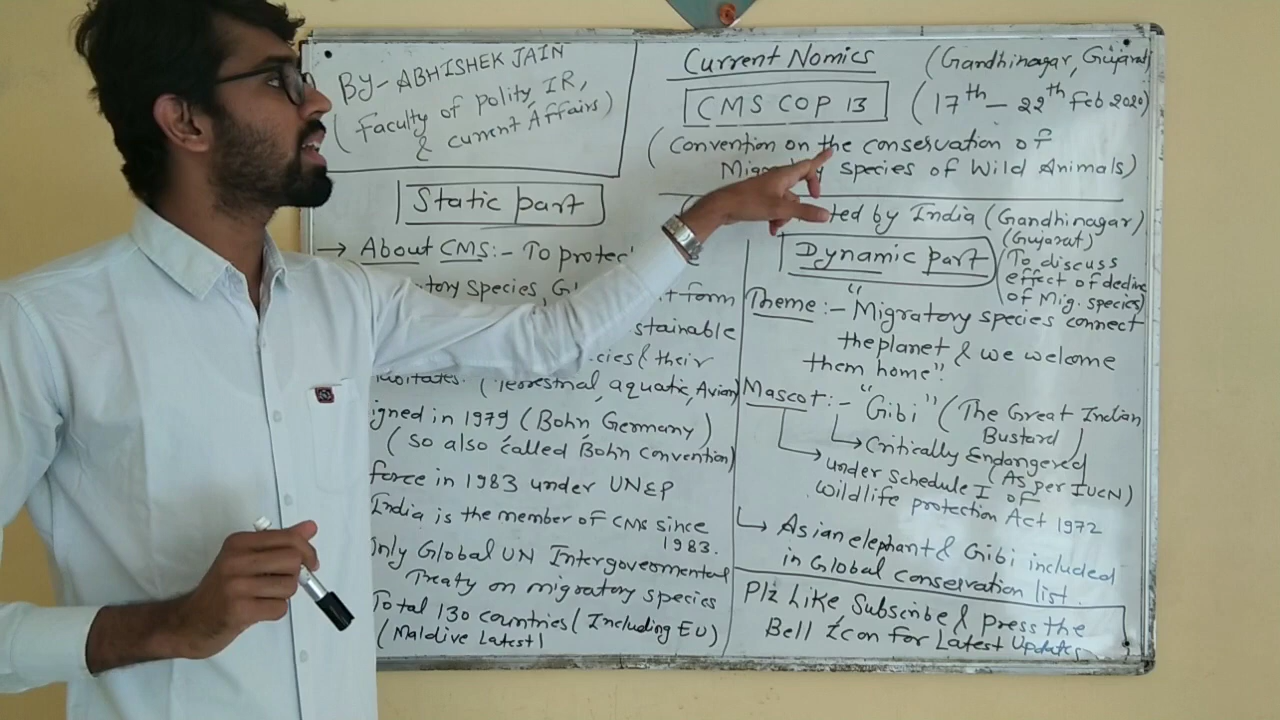 By- ABHISHEK JAIN
(Faculty of polity, IR,
& current Affairs)
Static part
→ About CMS:- To protec
tory species, G
t form
stainable
cies & their
(Terrestrial, aquatic, Avian)
igned in 1979 (Bohn Germany)
(so also called Bohn convention)
force in 1983 under UNEP
India is the member of CMS since
1983.
Only Global UN Intergovernmental
Treaty on migratory species
Total 130 countries (Including EU)
(Maldive Latest)
Current Nomics
(Gandhinagar, Gujarat)
CMS COP 13
(17th - 22th Feb 2020)
(Convention on the conservation of
Migratory species of Wild Animals)
ted by India (Gandhinagar)
(Gujarat)
Dynamic part
(To discuss
effect of decline
of Mig. species)
Theme:- "Migratory species connect
the planet & we welcome
them home".
Mascot:- "Gibi" (The Great Indian
Bustard)
→ Critically Endangered
(As per IUCN)
→ under schedule I of
wildlife protection Act 1972
→ Asian elephant & Gibi included
in Global conservation list.
Plz Like Subscribe & press the
Bell Icon for Latest Updates